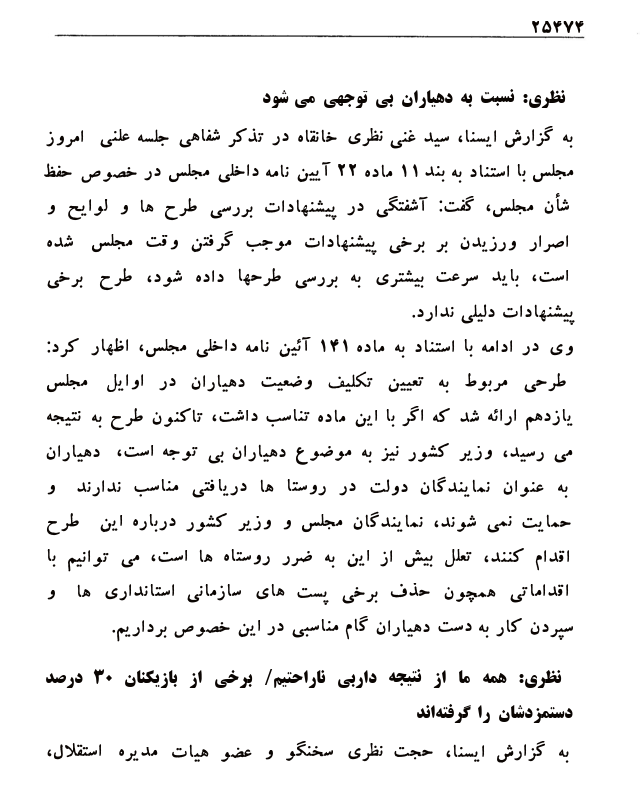 ۲۵۴۷۴
نظری: نسبت به دهیاران بی توجهی می شود
به گزارش ایسنا، سید غنی نظری خانقاه در تذکر شفاهی جلسه علنی امروز
مجلس با استناد به بند ۱۱ ماده ۲۲ آیین نامه داخلی مجلس در خصوص حفظ
شأن مجلس، گفت: آشفتگی در پیشنهادات بررسی طرح ها و لوایح و
اصرار ورزیدن بر برخی پیشنهادات موجب گرفتن وقت مجلس شده
است، باید سرعت بیشتری به بررسی طرحها داده شود، طرح برخی
پیشنهادات دلیلی ندارد.
وی در ادامه با استناد به ماده ۱۴۱ آئین نامه داخلی مجلس، اظهار کرد:
طرحی مربوط به تعیین تکلیف وضعیت دهیاران در اوایل مجلس
یازدهم ارائه شد که اگر با این ماده تناسب داشت، تاکنون طرح به نتیجه
می رسید، وزیر کشور نیز به موضوع دهیاران بی توجه است، دهیاران
به عنوان نمایندگان دولت در روستا ها دریافتی مناسب ندارند و
حمایت نمی شوند، نمایندگان مجلس و وزیر کشور درباره این طرح
اقدام کنند، تعلل بیش از این به ضرر روستاه ها است، می توانیم با
اقداماتی همچون حذف برخی پست های سازمانی استانداری ها و
سپردن کار به دست دهیاران گام مناسبی در این خصوص برداریم.
نظری: همه ما از نتیجه داربی ناراحتیم/ برخی از بازیکنان ۳۰ درصد
دستمزدشان را گرفته‌اند
به گزارش ایسنا، حجت نظری سخنگو و عضو هیات مدیره استقلال،